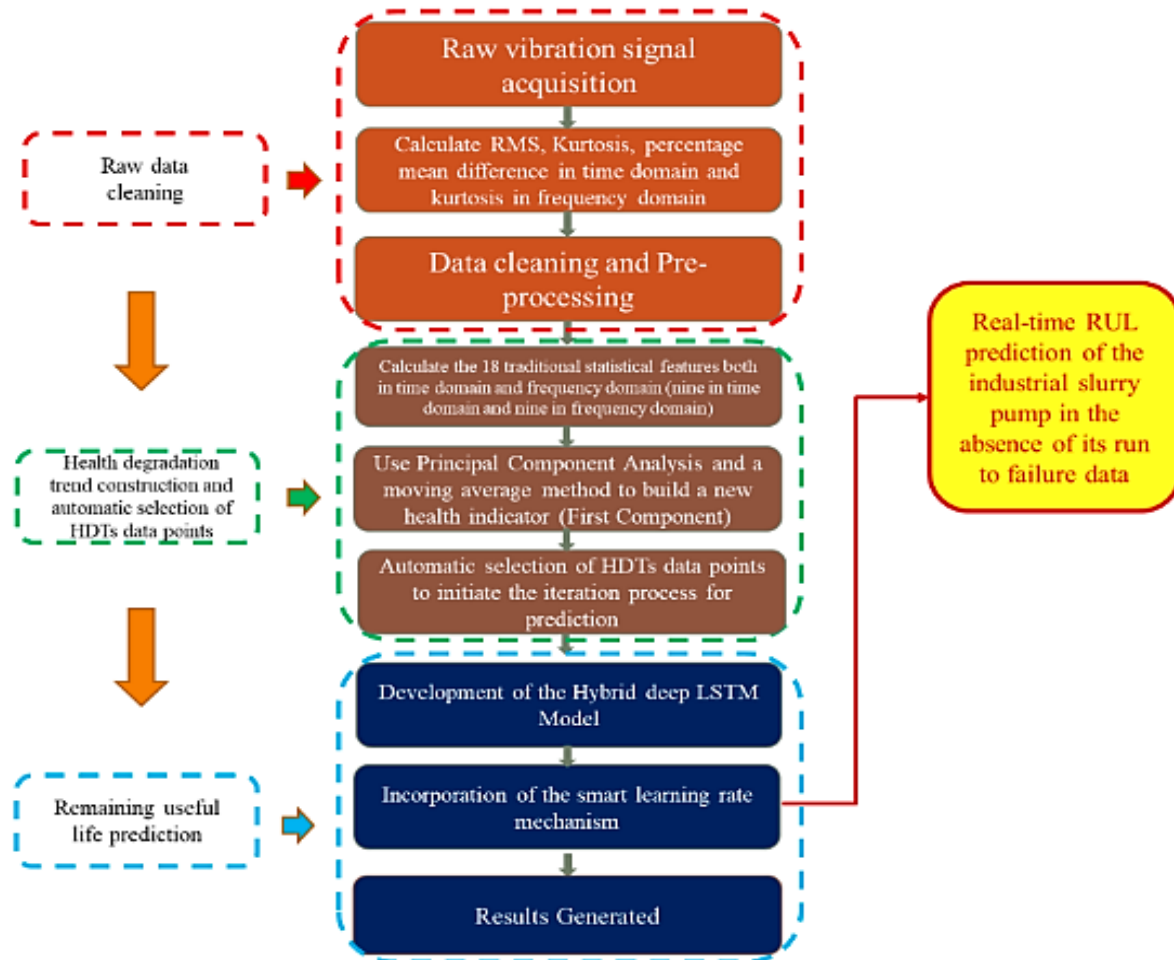 Raw vibration signal
acquisition
Calculate RMS, Kurtosis, percentage
mean difference in time domain and
kurtosis in frequency domain
Data cleaning and Pre-
processing
Raw data
cleaning
Calculate the 18 traditional statistical features both
in time domain and frequency domain (nine in time
domain and nine in frequency domain)
Use Principal Component Analysis and a
moving average method to build a new
health indicator (First Component)
Automatic selection of HDTs data points
to initiate the iteration process for
prediction
Health degradation
trend construction and
automatic selection of
HDTs data points
Development of the Hybrid deep LSTM
Model
Incorporation of the smart learning rate
mechanism
Results Generated
Remaining useful
life prediction
Real-time RUL
prediction of the
industrial slurry
pump in the
absence of its run
to failure data